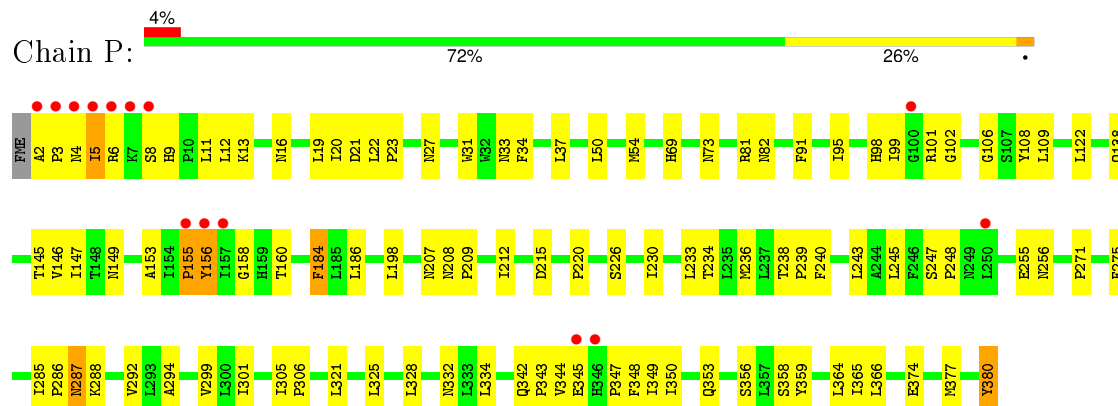 4%
Chain P:
72% 26% •
FME A2 P3 N4 I5 R6 K7 S8 H9 P10 L11 L12 K13 N16 L19 I20 D21 L22 P23 N27 W31 W32 N33 F34 L37 L50 M54 H69 N73 R81 N82 F91 I95 H98 I99 G100 R101 G102 G106 S107 Y108 L109 L122 Q138
T145 V146 I147 T148 N149 A153 I154 P155 Y156 I157 G158 H159 T160 F184 L185 L186 L198 N207 N208 P209 I212 D215 P220 S226 I230 L233 T234 L235 M236 L237 T238 P239 F240 L243 A244 L245 F246 S247 P248 N249 L250 E255 N256 P271
I285 P286 N287 K288 V292 L293 A294 V299 L300 I301 I305 P306 L321 L325 L328 N332 L333 L334 Q342 P343 V344 E345 H346 P347 F348 I349 I350 Q353 S356 L357 S358 Y359 L364 I365 L366 E374 M377 Y380